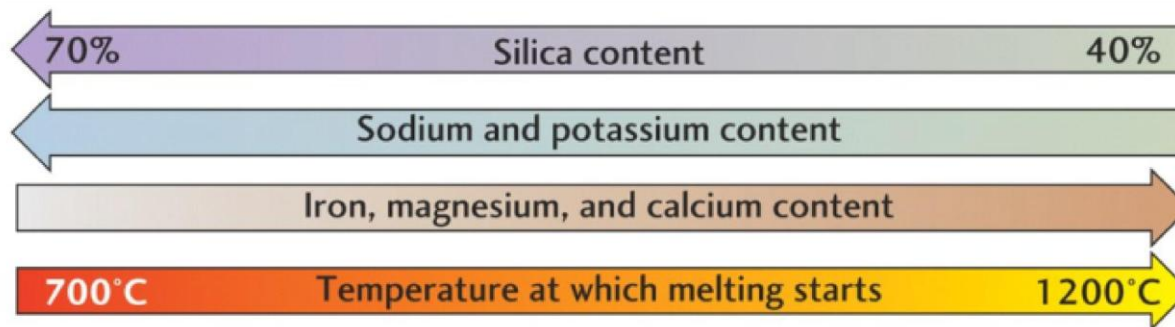 70% Silica content 40%
Sodium and potassium content
Iron, magnesium, and calcium content
700°C Temperature at which melting starts 1200°C